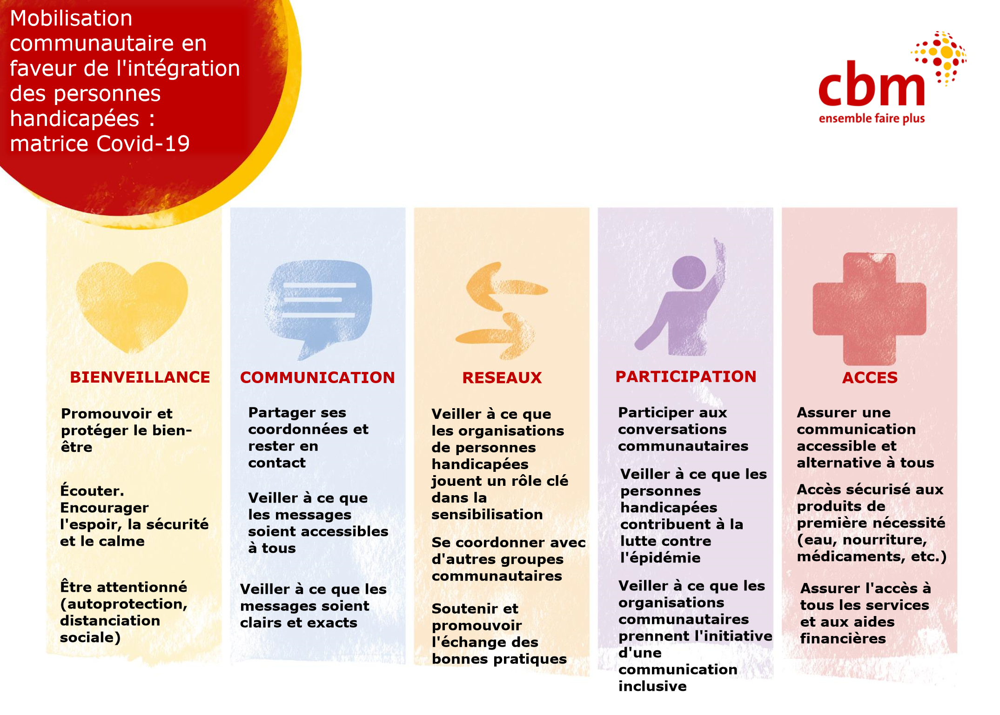 Mobilisation
communautaire en
faveur de l'intégration
des personnes
handicapées :
matrice Covid-19
cbm
ensemble faire plus
BIENVEILLANCE
Promouvoir et
protéger le bien-
être
Écouter.
Encourager
l'espoir, la sécurité
et le calme
Être attentionné
(autoprotection,
distanciation
sociale)
COMMUNICATION
Partager ses
coordonnées et
rester en
contact
Veiller à ce que
les messages
soient accessibles
à tous
Veiller à ce que les
messages soient
clairs et exacts
RESEAUX
Veiller à ce que
les organisations
de personnes
handicapées
jouent un rôle clé
dans la
sensibilisation
Se coordonner avec
d'autres groupes
communautaires
Soutenir et
promouvoir
l'échange des
bonnes pratiques
PARTICIPATION
Participer aux
conversations
communautaires
Veiller à ce que les
personnes
handicapées
contribuent à la
lutte contre
l'épidémie
Veiller à ce que les
organisations
communautaires
prennent l'initiative
d'une
communication
inclusive
ACCES
Assurer une
communication
accessible et
alternative à tous
Accès sécurisé aux
produits de
première nécessité
(eau, nourriture,
médicaments, etc.)
Assurer l'accès à
tous les services
et aux aides
financières